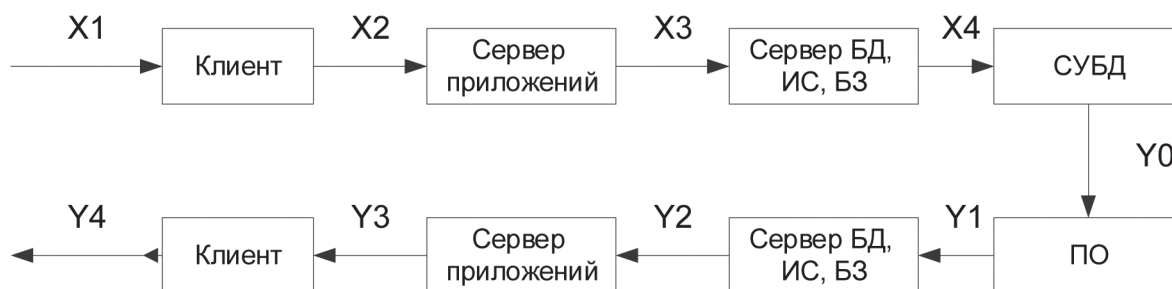 X1
X2
X3
X4
Клиент
Сервер
приложений
Сервер БД,
ИС, БЗ
СУБД
Y0
Y4
Y3
Y2
Y1
Клиент
Сервер
приложений
Сервер БД,
ИС, БЗ
ПО